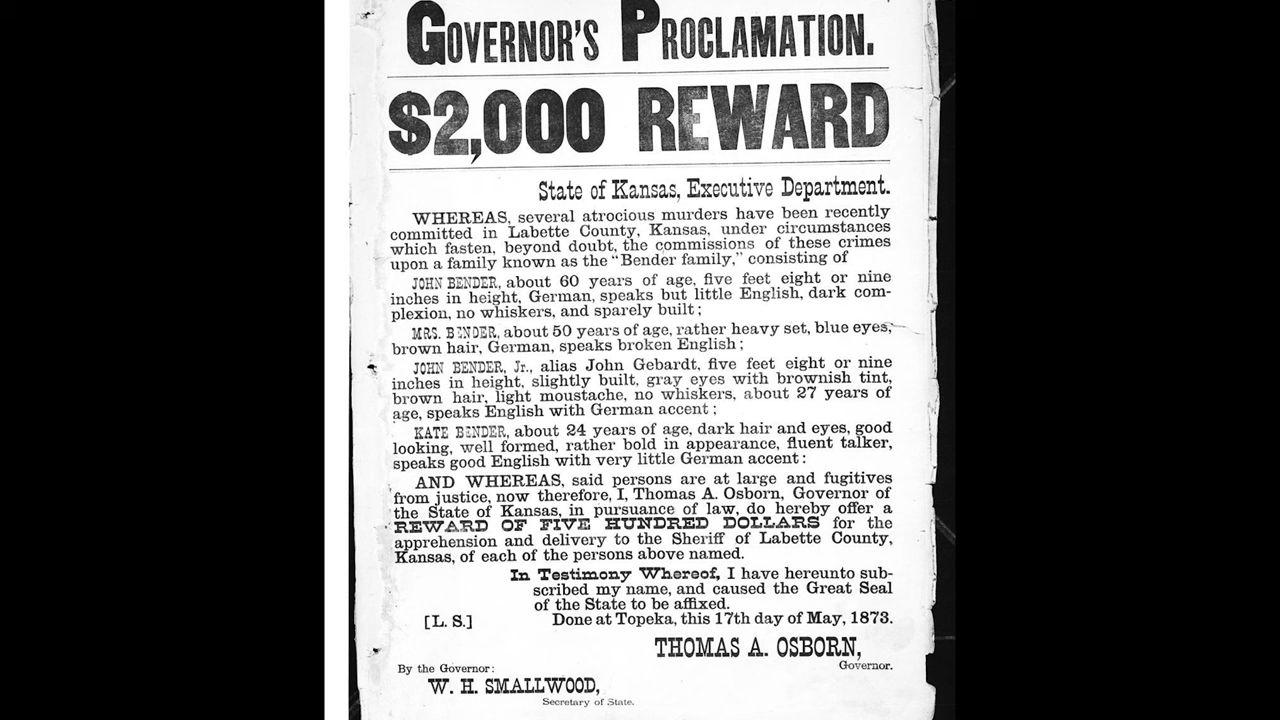 GOVERNOR'S PROCLAMATION.
$2,000 REWARD
State of Kansas, Executive Department.
WHEREAS, several atrocious murders have been recently
committed in Labette County, Kansas, under circumstances
which fasten, beyond doubt, the commissions of these crimes
upon a family known as the "Bender family," consisting of
JOHN BENDER, about 60 years of age, five feet eight or nine
inches in height, German, speaks but little English, dark com-
plexion, no whiskers, and sparely built;
MRS. BENDER, about 50 years of age, rather heavy set, blue eyes,
brown hair, German, speaks broken English;
JOHN BENDER, Jr., alias John Gebardt, five feet eight or nine
inches in height, slightly built, gray eyes with brownish tint,
brown hair, light moustache, no whiskers, about 27 years of
age, speaks English with German accent;
KATE BENDER, about 24 years of age, dark hair and eyes, good
looking, well formed, rather bold in appearance, fluent talker,
speaks good English with very little German accent:
AND WHEREAS, said persons are at large and fugitives
from justice, now therefore, I, Thomas A. Osborn, Governor of
the State of Kansas, in pursuance of law, do hereby offer a
REWARD OF FIVE HUNDRED DOLLARS for the
apprehension and delivery to the Sheriff of Labette County,
Kansas, of each of the persons above named.
In Testimony Whereof, I have hereunto sub-
scribed my name, and caused the Great Seal
of the State to be affixed.
[L. S.] Done at Topeka, this 17th day of May, 1873.
THOMAS A. OSBORN,
Governor.
By the Governor:
W. H. SMALLWOOD,
Secretary of State.